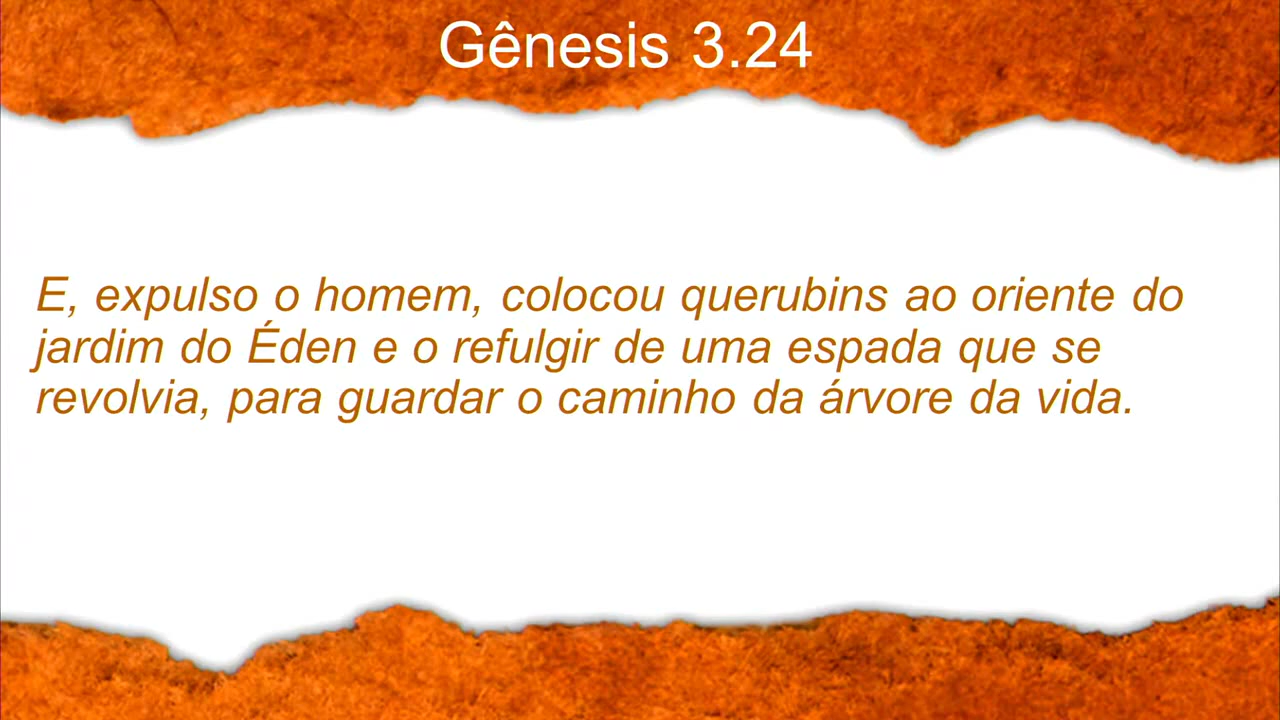 Gênesis 3.24
E, expulso o homem, colocou querubins ao oriente do
jardim do Éden e o refulgir de uma espada que se
revolvia, para guardar o caminho da árvore da vida.